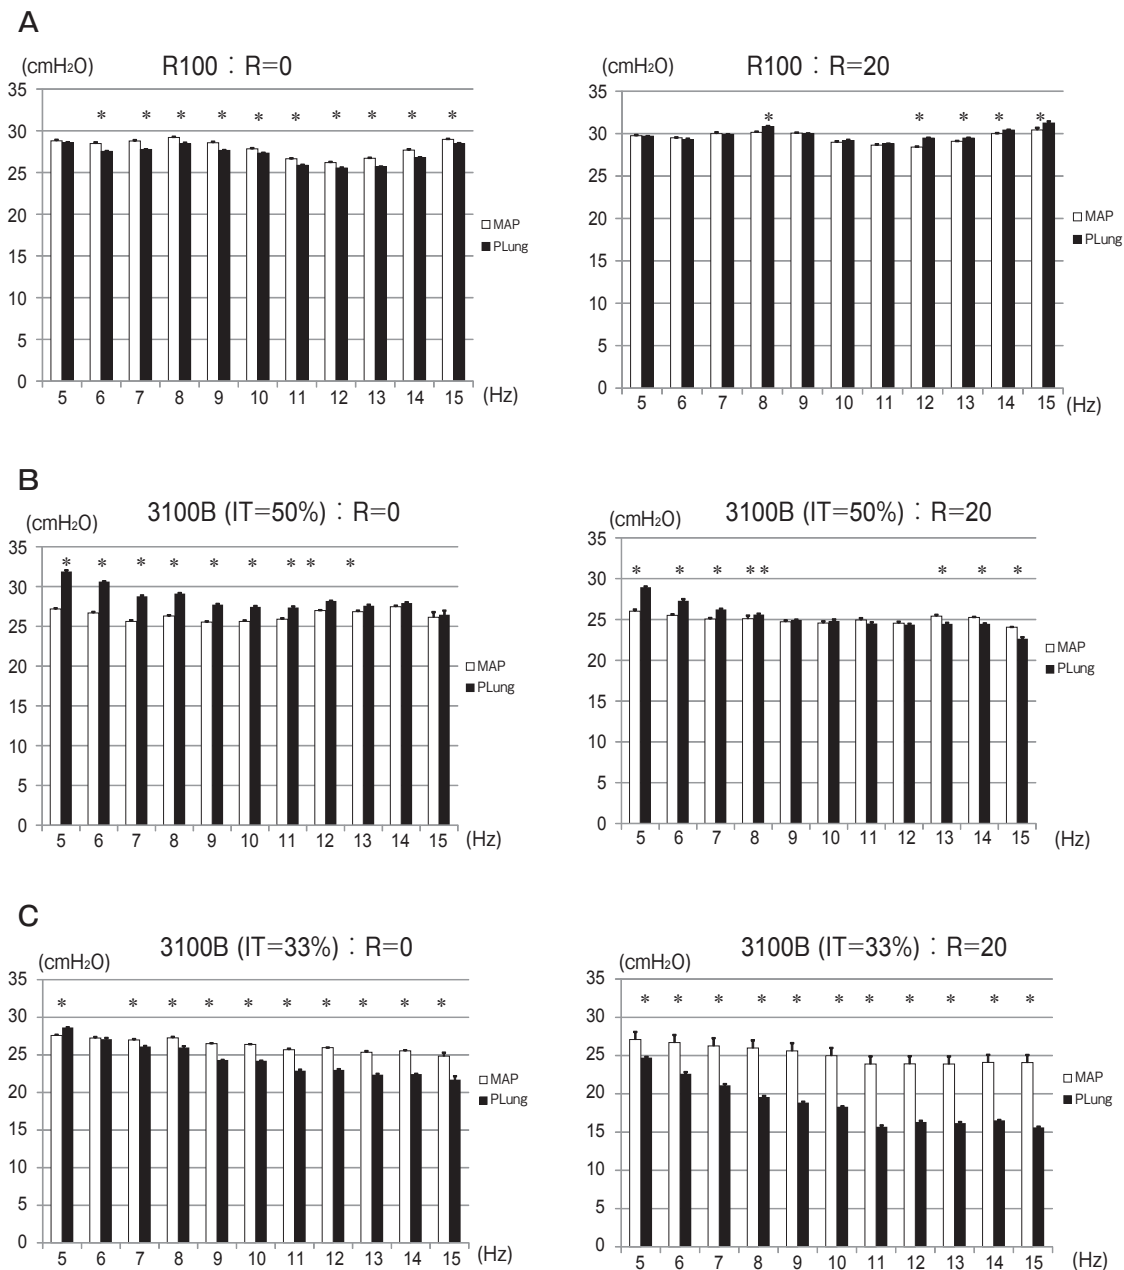 A
(cmH₂O) R100：R=0
35
30
25
20
15
10
5
0
* * * * * * * * * *
MAP
PLung
5 6 7 8 9 10 11 12 13 14 15 (Hz)
(cmH₂O) R100：R=20
35
30
25
20
15
10
5
0
* * * * *
MAP
PLung
5 6 7 8 9 10 11 12 13 14 15 (Hz)
B
(cmH₂O) 3100B (IT=50%)：R=0
35
30
25
20
15
10
5
0
* * * * * * * * *
MAP
PLung
5 6 7 8 9 10 11 12 13 14 15 (Hz)
(cmH₂O) 3100B (IT=50%)：R=20
35
30
25
20
15
10
5
0
* * * * * * * *
MAP
PLung
5 6 7 8 9 10 11 12 13 14 15 (Hz)
C
(cmH₂O) 3100B (IT=33%)：R=0
35
30
25
20
15
10
5
0
* * * * * * * * * *
MAP
PLung
5 6 7 8 9 10 11 12 13 14 15 (Hz)
(cmH₂O) 3100B (IT=33%)：R=20
35
30
25
20
15
10
5
0
* * * * * * * * * * *
MAP
PLung
5 6 7 8 9 10 11 12 13 14 15 (Hz)